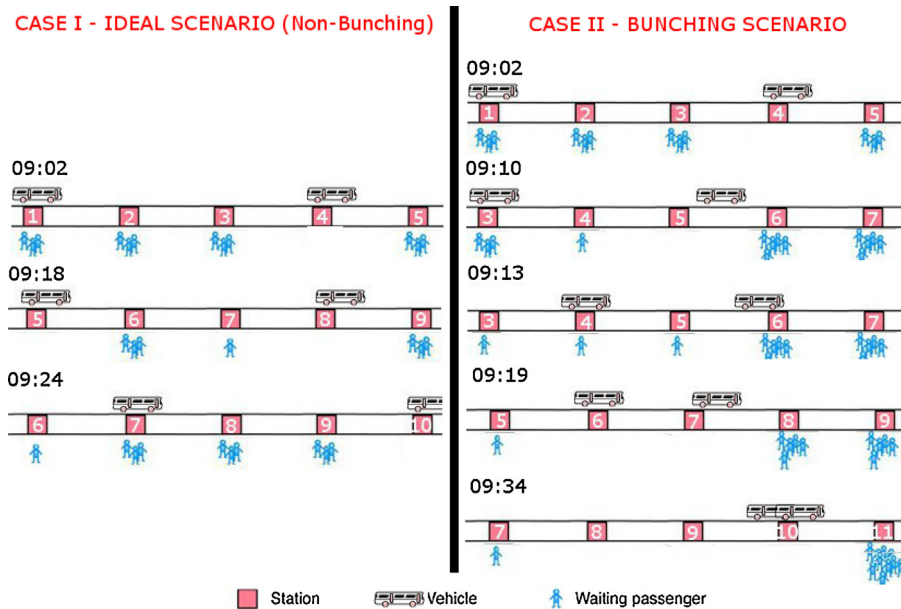 CASE I - IDEAL SCENARIO (Non-Bunching)
09:02
1 2 3 4 5
09:18
5 6 7 8 9
09:24
6 7 8 9 10
CASE II - BUNCHING SCENARIO
09:02
1 2 3 4 5
09:10
3 4 5 6 7
09:13
3 4 5 6 7
09:19
5 6 7 8 9
09:34
7 8 9 10 11
Station Vehicle Waiting passenger